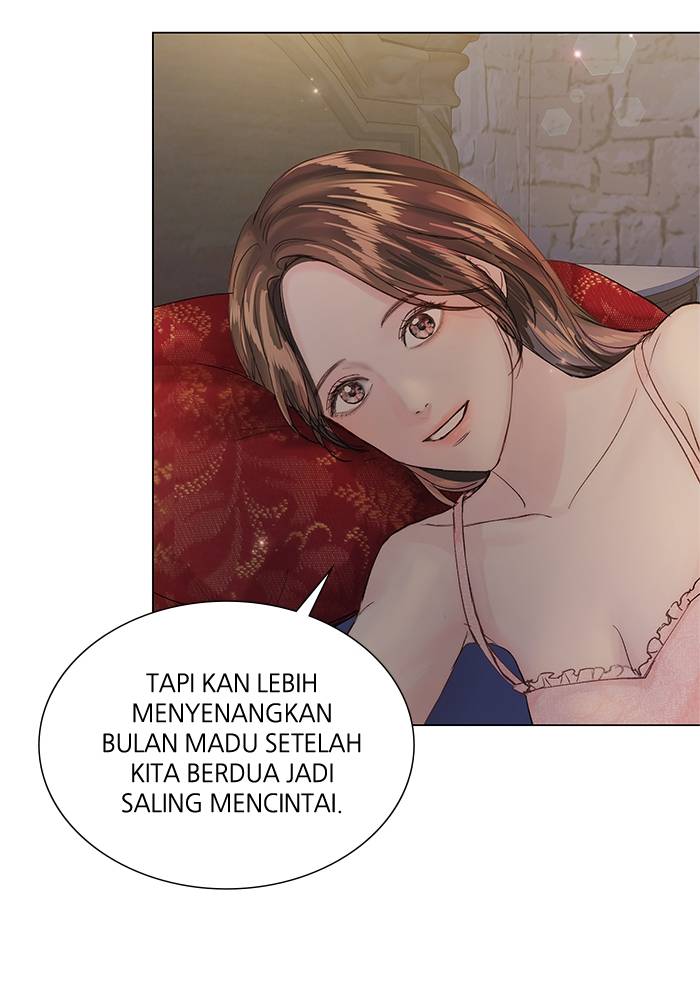 TAPI KAN LEBIH
MENYENANGKAN
BULAN MADU SETELAH
KITA BERDUA JADI
SALING MENCINTAI.